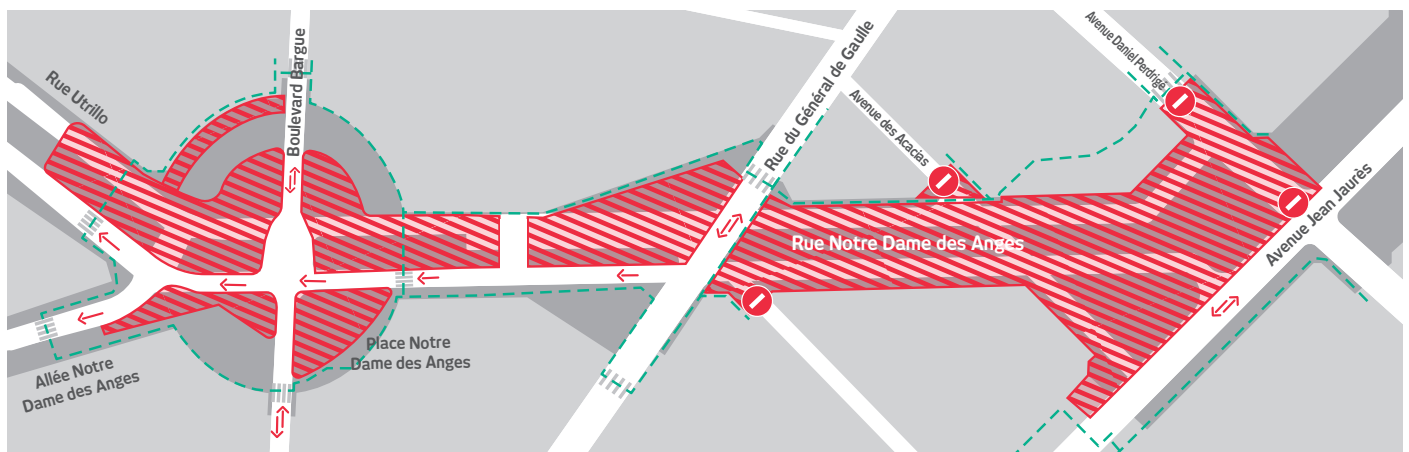 Rue Utrillo
Boulevard Bargue
Rue du Général de Gaulle
Avenue des Acacias
Avenue Daniel Perdrigé
Avenue Jean Jaurès
Rue Notre Dame des Anges
Place Notre
Dame des Anges
Allée Notre
Dame des Anges